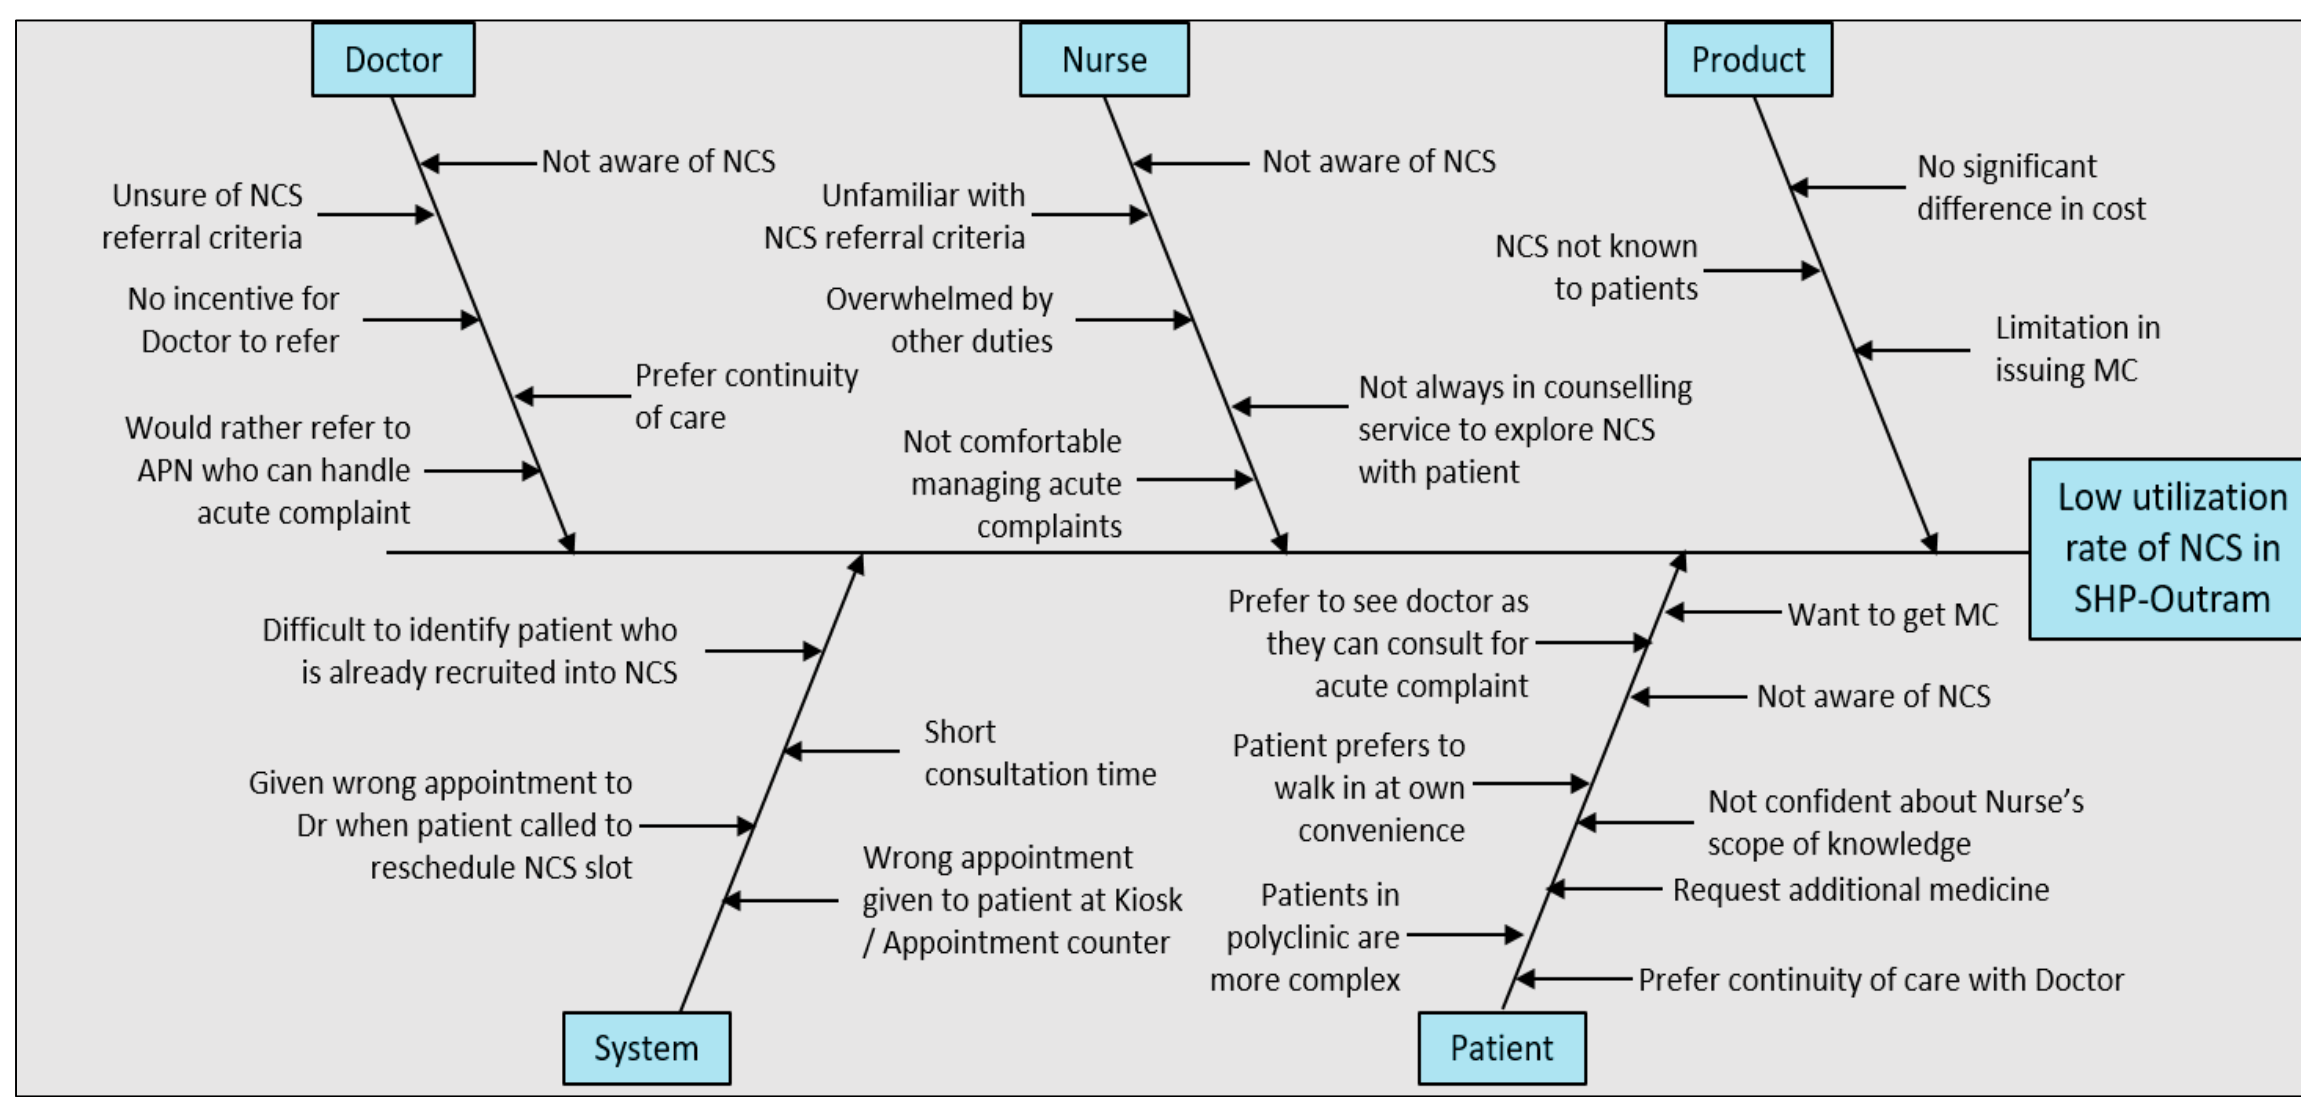 Doctor
Nurse
Product
Not aware of NCS
Unsure of NCS
referral criteria
No incentive for
Doctor to refer
Prefer continuity
of care
Would rather refer to
APN who can handle
acute complaint
Not aware of NCS
Unfamiliar with
NCS referral criteria
Overwhelmed by
other duties
Not always in counselling
service to explore NCS
with patient
Not comfortable
managing acute
complaints
No significant
difference in cost
NCS not known
to patients
Limitation in
issuing MC
Low utilization
rate of NCS in
SHP-Outram
Difficult to identify patient who
is already recruited into NCS
Short
consultation time
Given wrong appointment to
Dr when patient called to
reschedule NCS slot
Wrong appointment
given to patient at Kiosk
/ Appointment counter
Prefer to see doctor as
they can consult for
acute complaint
Want to get MC
Not aware of NCS
Patient prefers to
walk in at own
convenience
Not confident about Nurse’s
scope of knowledge
Request additional medicine
Patients in
polyclinic are
more complex
Prefer continuity of care with Doctor
System
Patient